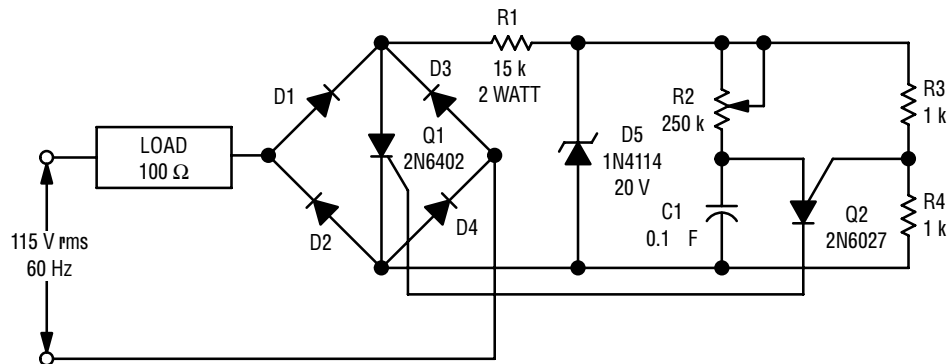 R1
15 k
2 WATT
D1
D3
LOAD
100 Ω
Q1
2N6402
D5
1N4114
20 V
R2
250 k
R3
1 k
115 V rms
60 Hz
D2
D4
C1
0.1 F
Q2
2N6027
R4
1 k